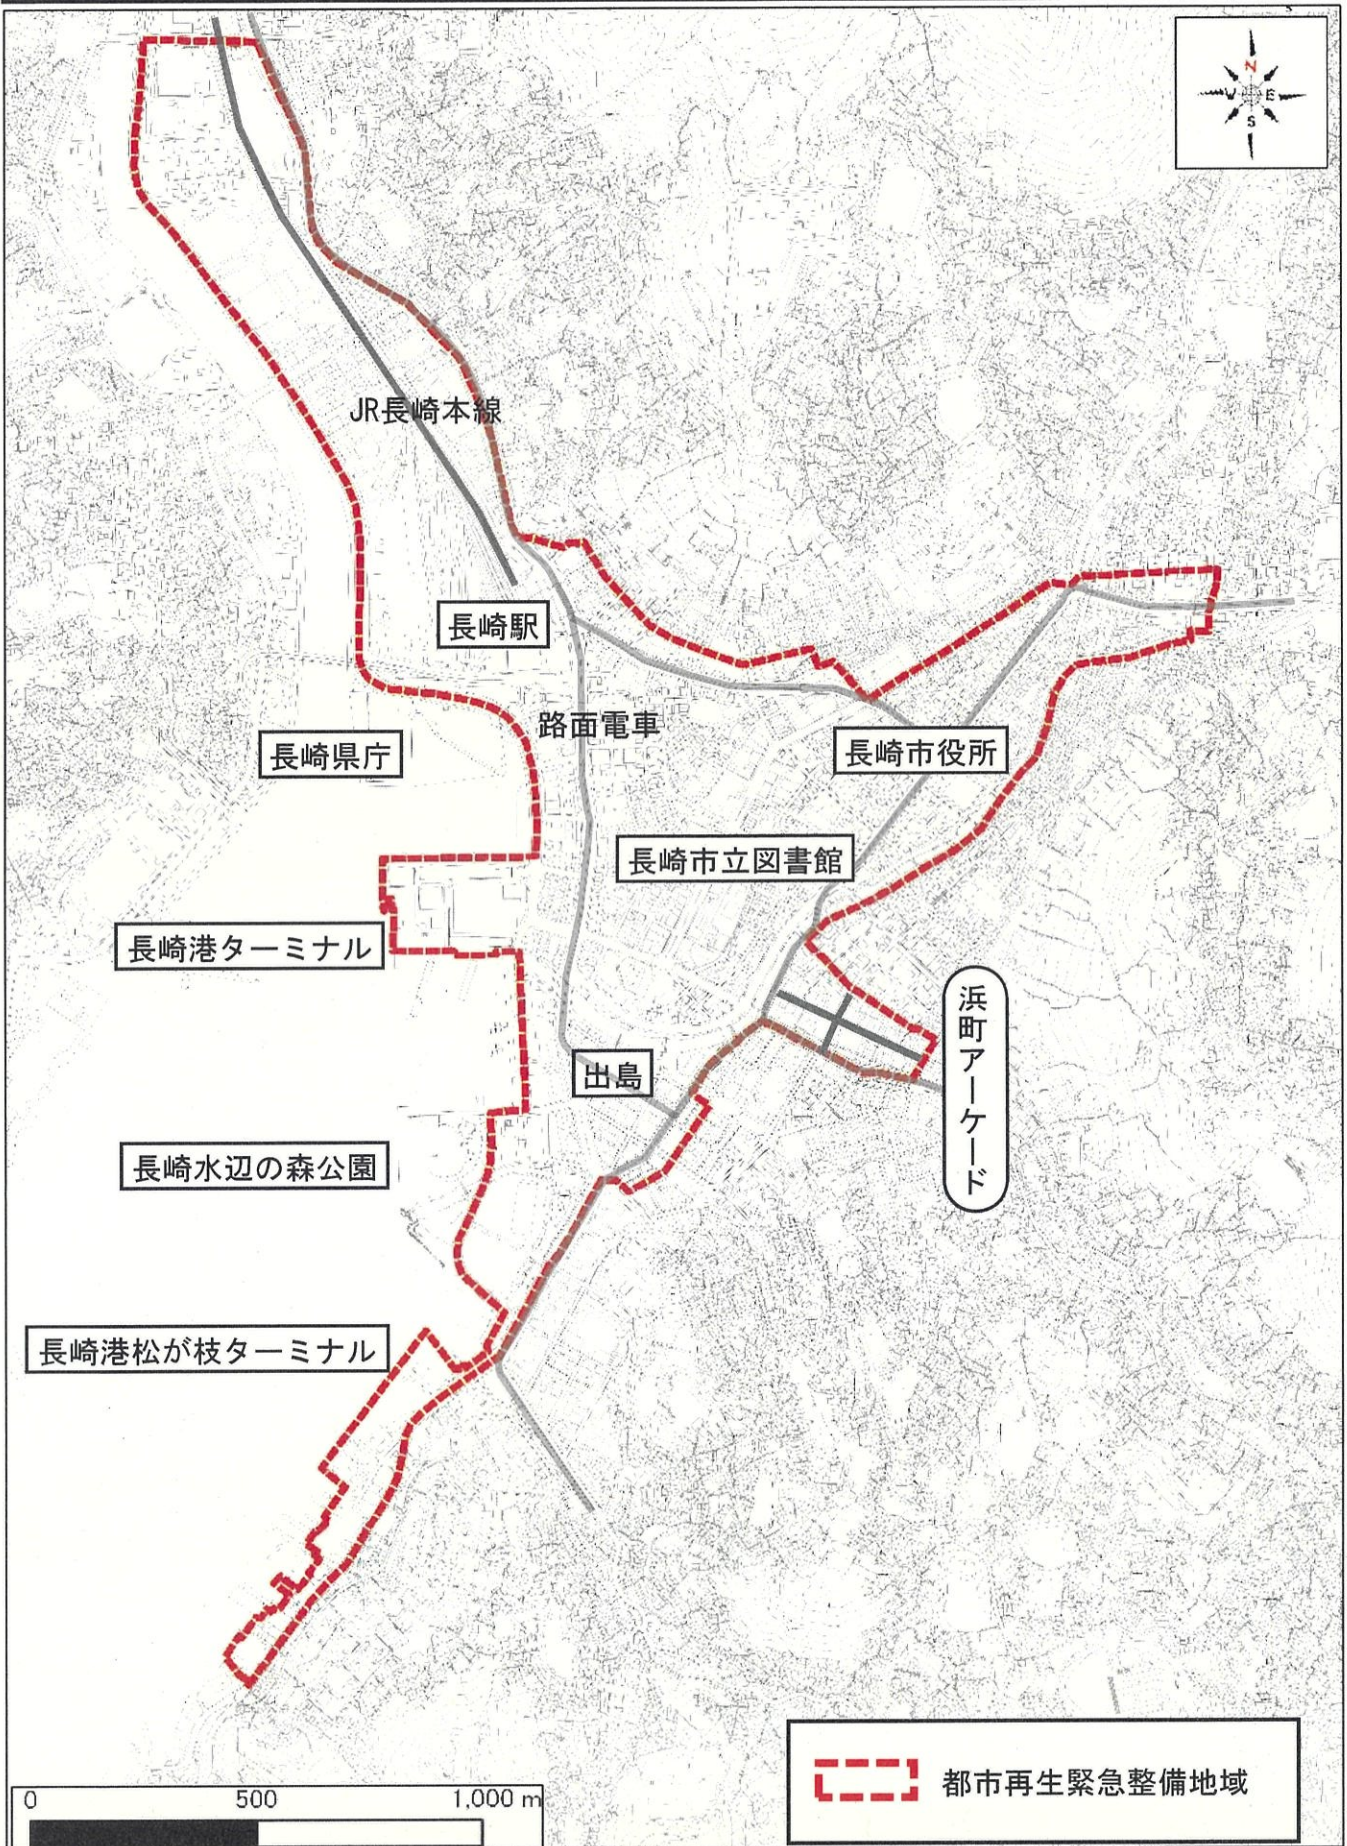 N
W
E
S
JR長崎本線
長崎駅
路面電車
長崎県庁
長崎市役所
長崎市立図書館
長崎港ターミナル
浜町アーケード
出島
長崎水辺の森公園
長崎港松が枝ターミナル
都市再生緊急整備地域
0 500 1,000 m